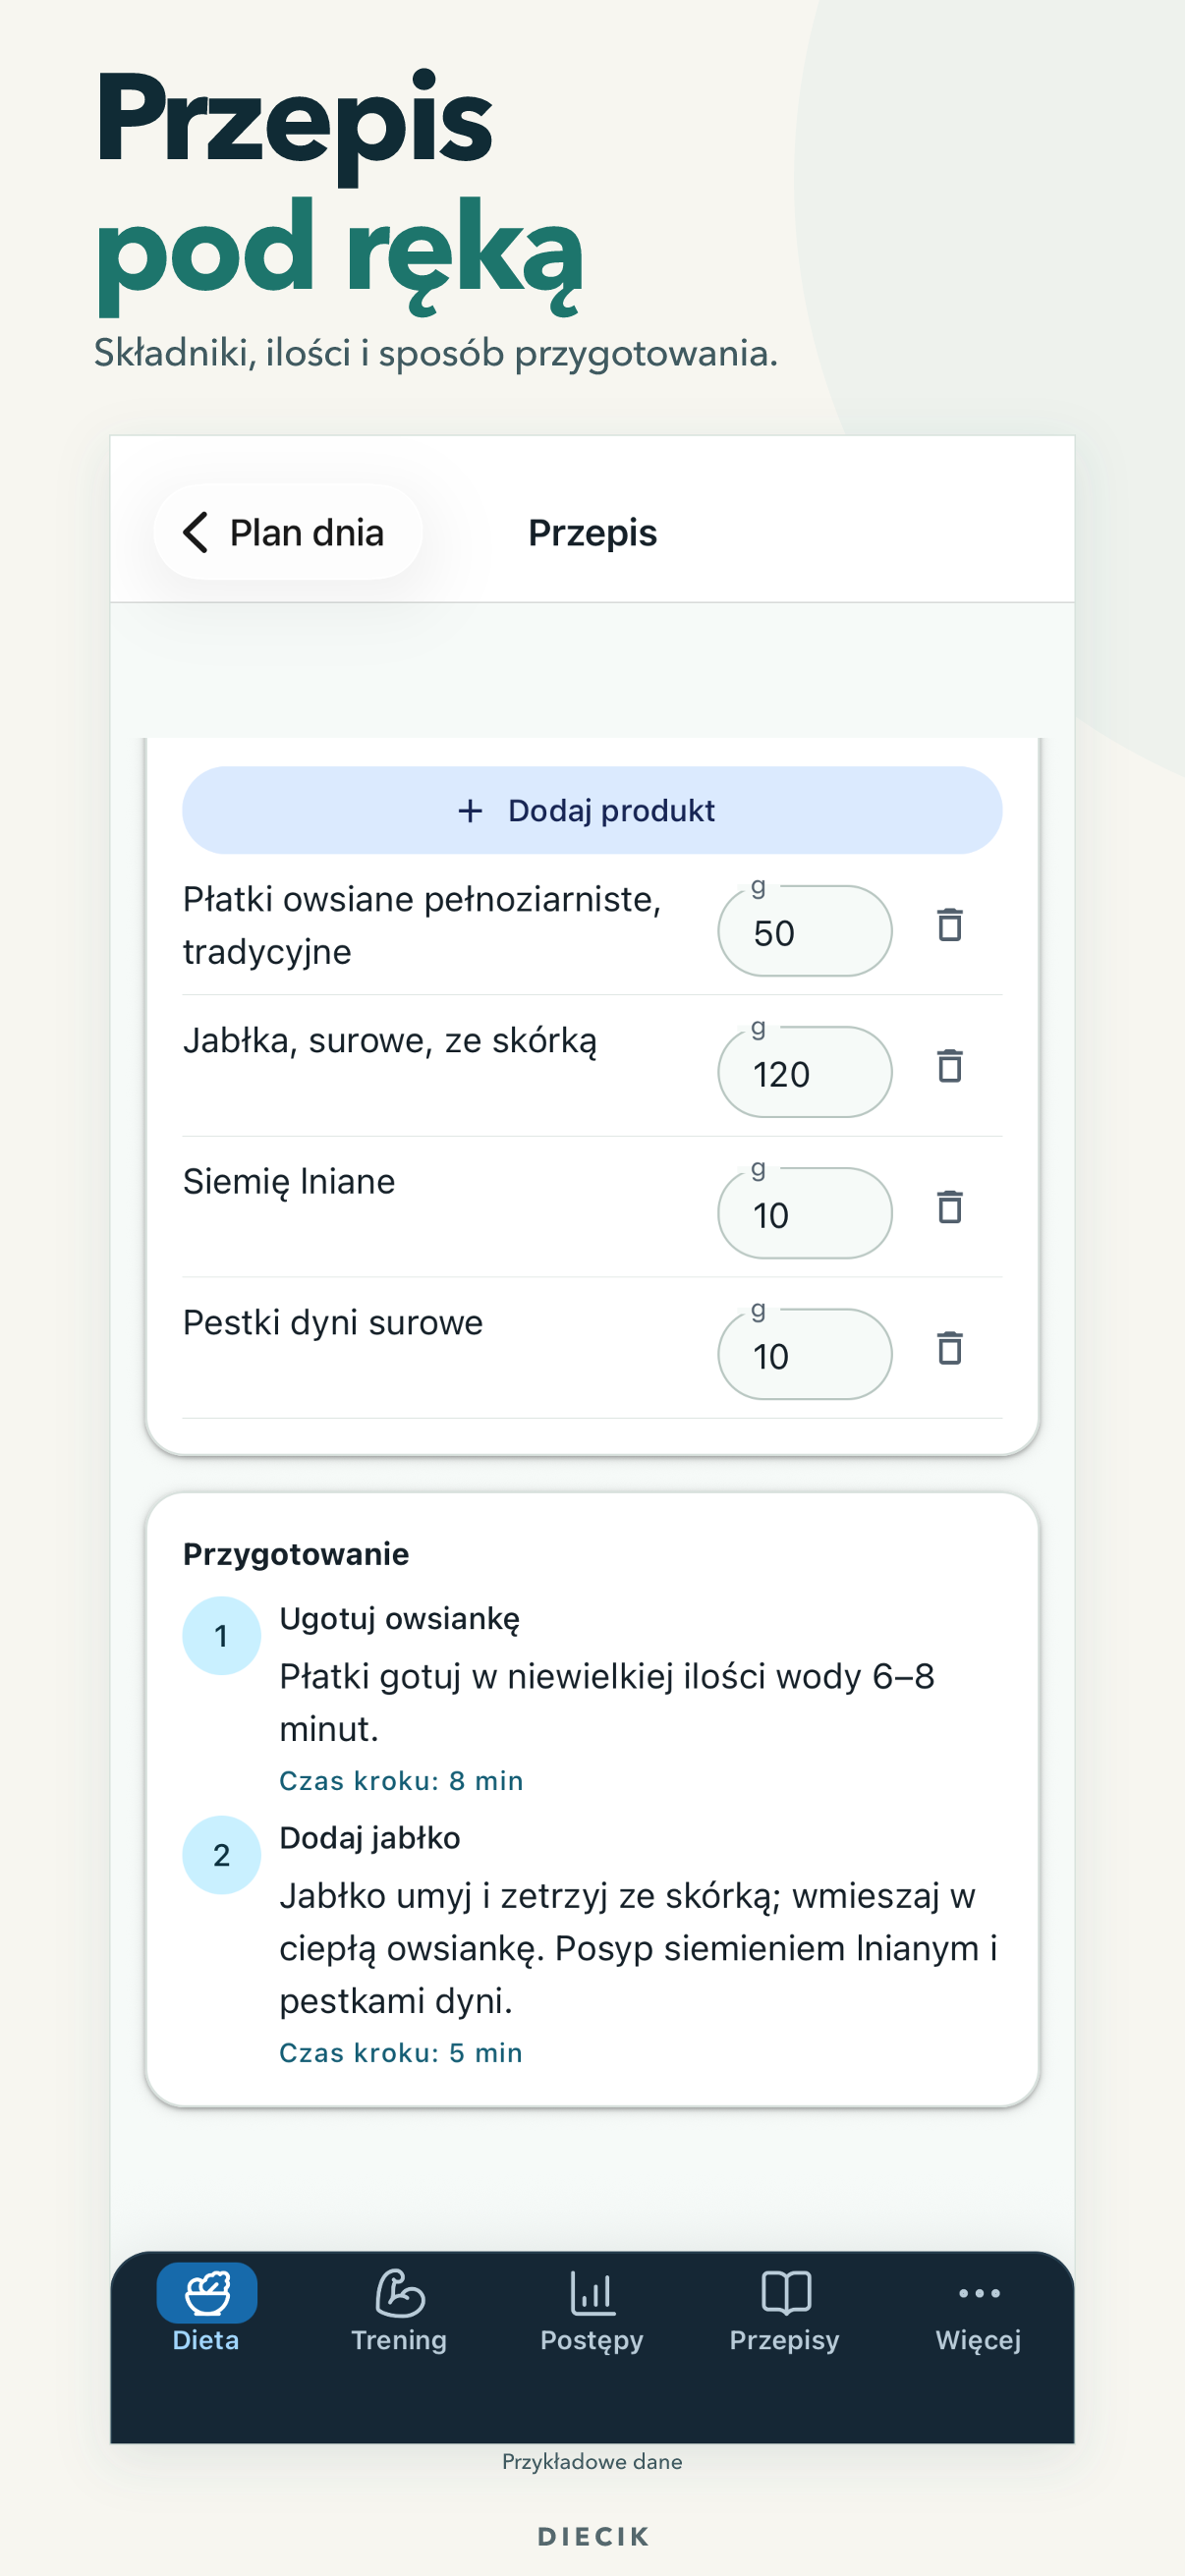 Przepis
pod ręką
Składniki, ilości i sposób przygotowania.
Plan dnia
Przepis
+ Dodaj produkt
Płatki owsiane pełnoziarniste,
tradycyjne
g
50
Jabłka, surowe, ze skórką
g
120
Siemię lniane
g
10
Pestki dyni surowe
g
10
Przygotowanie
1
Ugotuj owsiankę
Płatki gotuj w niewielkiej ilości wody 6–8
minut.
Czas kroku: 8 min
2
Dodaj jabłko
Jabłko umyj i zetrzyj ze skórką; wmieszaj w
ciepłą owsiankę. Posyp siemieniem lnianym i
pestkami dyni.
Czas kroku: 5 min
Dieta
Trening
Postępy
Przepisy
Więcej
Przykładowe dane
DIECIK